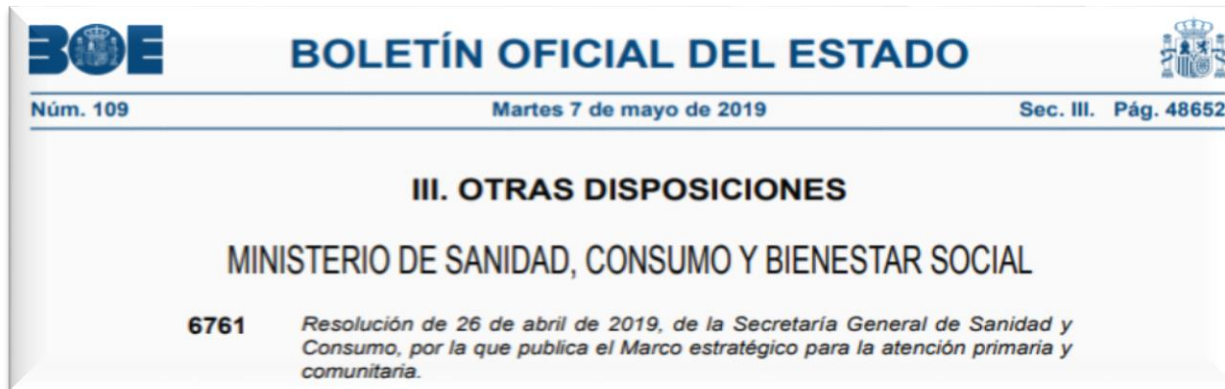 BOE
BOLETÍN OFICIAL DEL ESTADO
Núm. 109 Martes 7 de mayo de 2019 Sec. III. Pág. 48652
III. OTRAS DISPOSICIONES
MINISTERIO DE SANIDAD, CONSUMO Y BIENESTAR SOCIAL
6761 Resolución de 26 de abril de 2019, de la Secretaría General de Sanidad y
Consumo, por la que publica el Marco estratégico para la atención primaria y
comunitaria.